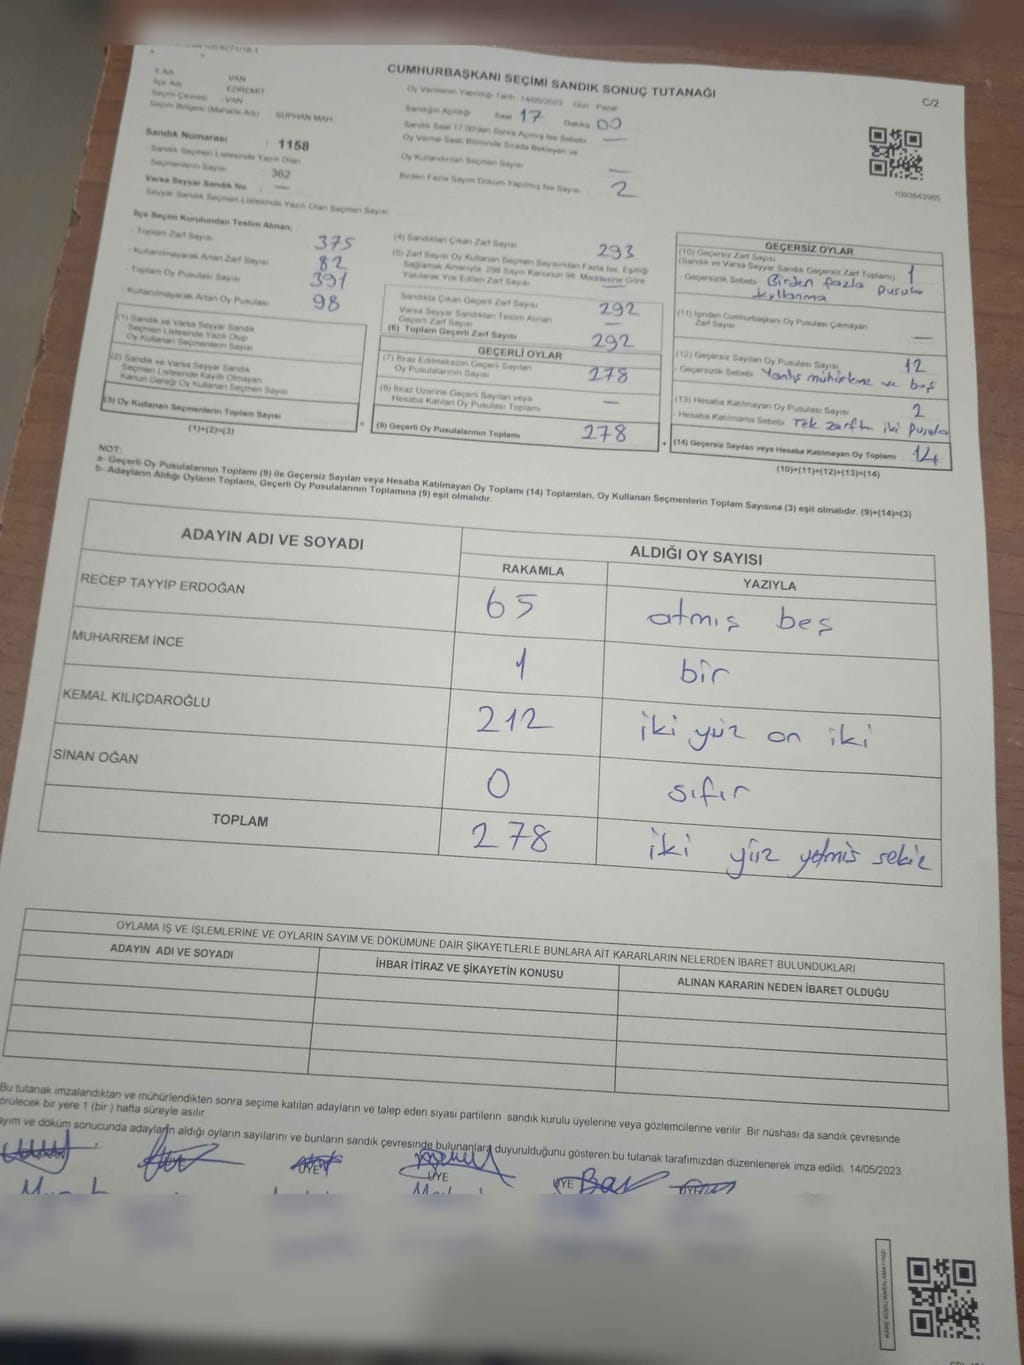 CUMHURBAŞKANI SEÇİMİ SANDIK SONUÇ TUTANAĞI
C/2
İl Adı VAN
İlçe Adı EDREMİT
Seçim Çevresi : VAN
Seçim Bölgesi (Mahalle Adı) SÜPHAN MAH.
Sandık Numarası : 1158
Sandık Seçmen Listesinde Yazılı Olan
Seçmenlerin Sayısı : 362
Varsa Seyyar Sandık No : —
Seyyar Sandık Seçmen Listesinde Yazılı Olan Seçmen Sayısı
Oy Vermenin Yapıldığı Tarih : 14/05/2023 Gün Pazar
Sandığın Açıldığı Saat 17 Dakika 00
Sandık Saat 17.00'den Sonra Açılmış İse Sebebi —
Oy Verme Saati Bitiminde Sırada Bekleyen ve
Oy Kullandırılan Seçmen Sayısı —
Birden Fazla Sayım Döküm Yapılmış İse Sayısı 2
1093643985
İlçe Seçim Kurulundan Teslim Alınan;
Toplam Zarf Sayısı 375
Kullanılmayarak Artan Zarf Sayısı 82
Toplam Oy Pusulası Sayısı 391
Kullanılmayarak Artan Oy Pusulası 98
(1) Sandık ve Varsa Seyyar Sandık
Seçmen Listesinde Yazılı Olup
Oy Kullanan Seçmenlerin Sayısı
(2) Sandık ve Varsa Seyyar Sandık
Seçmen Listesinde Kayıtlı Olmayan
Kanun Gereği Oy Kullanan Seçmen Sayısı
(3) Oy Kullanan Seçmenlerin Toplam Sayısı
(1)+(2)=(3)
(4) Sandıktan Çıkan Zarf Sayısı 293
(5) Zarf Sayısı Oy Kullanan Seçmen Sayısından Fazla İse, Eşitliği
Sağlamak Amacıyla, 298 Sayılı Kanunun 98. Maddesine Göre
Yakılarak Yok Edilen Zarf Sayısı —
Sandıkta Çıkan Geçerli Zarf Sayısı 292
Varsa Seyyar Sandıktan Teslim Alınan
Geçerli Zarf Sayısı —
(6) Toplam Geçerli Zarf Sayısı 292
GEÇERLİ OYLAR
(7) İtiraz Edilmeksizin Geçerli Sayılan
Oy Pusulalarının Sayısı 278
(8) İtiraz Üzerine Geçerli Sayılan veya
Hesaba Katılan Oy Pusulası Toplamı —
= (9) Geçerli Oy Pusulalarının Toplamı 278
GEÇERSİZ OYLAR
(10) Geçersiz Zarf Sayısı
(Sandık ve Varsa Seyyar Sandık Geçersiz Zarf Toplamı) 1
Geçersizlik Sebebi Birden fazla pusula
kullanma
(11) İçinden Cumhurbaşkanı Oy Pusulası Çıkmayan
Zarf Sayısı —
(12) Geçersiz Sayılan Oy Pusulası Sayısı 12
Geçersizlik Sebebi Yanlış mühürleme ve boş
(13) Hesaba Katılmayan Oy Pusulası Sayısı 2
Hesaba Katılmama Sebebi Tek zarfta iki pusula
+ (14) Geçersiz Sayılan veya Hesaba Katılmayan Oy Toplamı 14
(10)+(11)+(12)+(13)=(14)
NOT:
a- Geçerli Oy Pusulalarının Toplamı (9) ile Geçersiz Sayılan veya Hesaba Katılmayan Oy Toplamı (14) Toplamları, Oy Kullanan Seçmenlerin Toplam Sayısına (3) eşit olmalıdır. (9)+(14)=(3)
b- Adayların Aldığı Oyların Toplamı, Geçerli Oy Pusulalarının Toplamına (9) eşit olmalıdır.
ADAYIN ADI VE SOYADI ALDIĞI OY SAYISI
RAKAMLA YAZIYLA
RECEP TAYYİP ERDOĞAN 65 atmış beş
MUHARREM İNCE 1 bir
KEMAL KILIÇDAROĞLU 212 iki yüz on iki
SİNAN OĞAN 0 sıfır
TOPLAM 278 iki yüz yetmiş sekiz
OYLAMA İŞ VE İŞLEMLERİNE VE OYLARIN SAYIM VE DÖKÜMÜNE DAİR ŞİKAYETLERLE BUNLARA AİT KARARLARIN NELERDEN İBARET BULUNDUKLARI
ADAYIN ADI VE SOYADI İHBAR İTİRAZ VE ŞİKAYETİN KONUSU ALINAN KARARIN NEDEN İBARET OLDUĞU
Bu tutanak imzalandıktan ve mühürlendikten sonra seçime katılan adayların ve talep eden siyasi partilerin sandık kurulu üyelerine veya gözlemcilerine verilir. Bir nüshası da sandık çevresinde
örülecek bir yere 1 (bir ) hafta süreyle asılır.
ayım ve döküm sonucunda adayların aldığı oyların sayılarını ve bunların sandık çevresinde bulunanlara duyurulduğunu gösteren bu tutanak tarafımızdan düzenlenerek imza edildi. 14/05/2023
ÜYE ÜYE ÜYE ÜYE